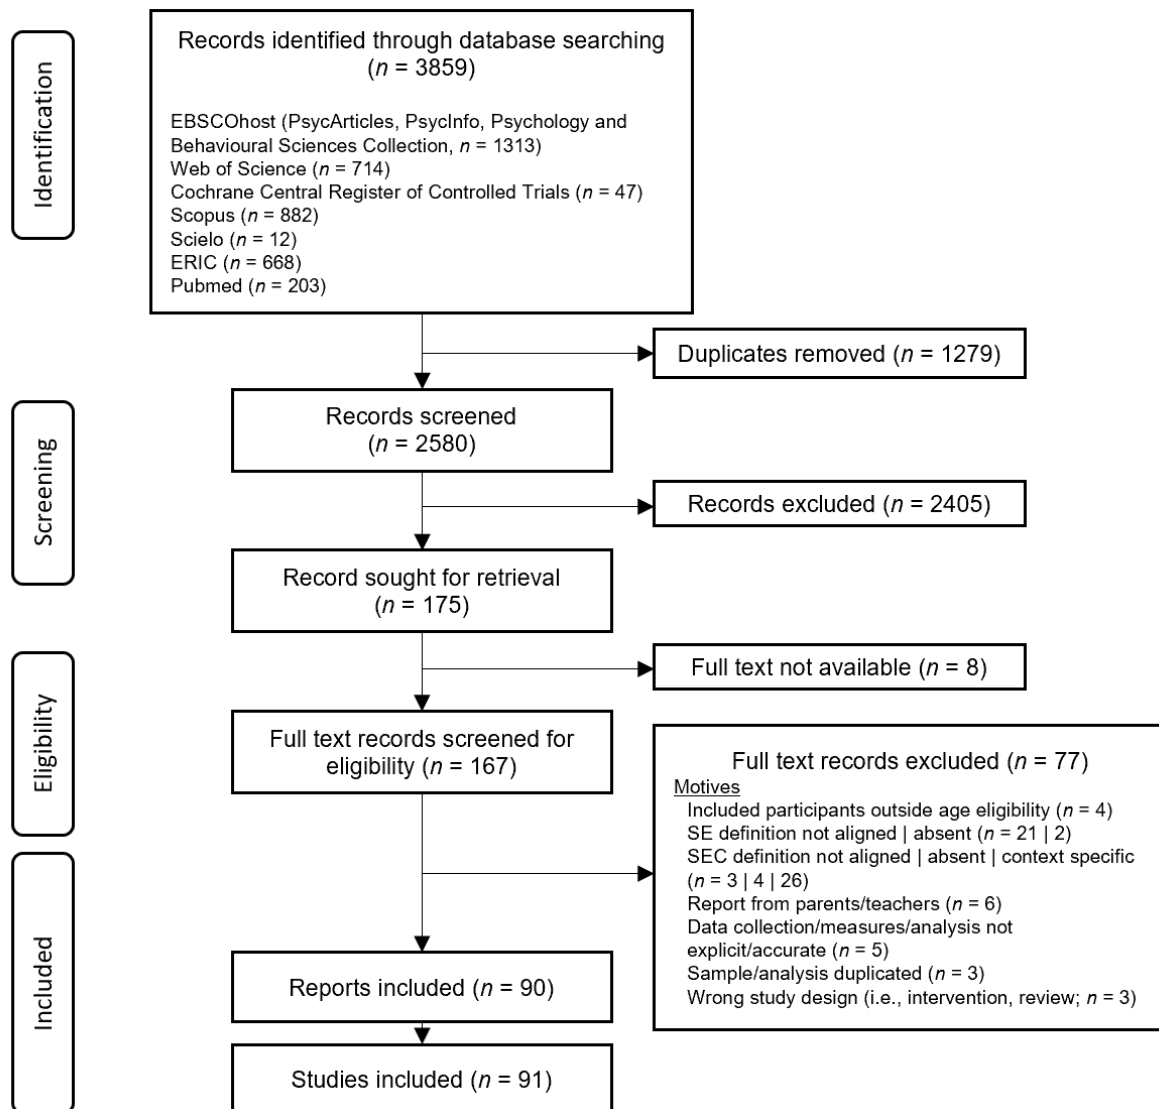 Identification
Records identified through database searching
(n = 3859)
EBSCOhost (PsycArticles, PsycInfo, Psychology and
Behavioural Sciences Collection, n = 1313)
Web of Science (n = 714)
Cochrane Central Register of Controlled Trials (n = 47)
Scopus (n = 882)
Scielo (n = 12)
ERIC (n = 668)
Pubmed (n = 203)
Duplicates removed (n = 1279)
Screening
Records screened
(n = 2580)
Records excluded (n = 2405)
Record sought for retrieval
(n = 175)
Eligibility
Full text not available (n = 8)
Full text records screened for
eligibility (n = 167)
Full text records excluded (n = 77)
Motives
Included participants outside age eligibility (n = 4)
SE definition not aligned | absent (n = 21 | 2)
SEC definition not aligned | absent | context specific
(n = 3 | 4 | 26)
Report from parents/teachers (n = 6)
Data collection/measures/analysis not
explicit/accurate (n = 5)
Sample/analysis duplicated (n = 3)
Wrong study design (i.e., intervention, review; n = 3)
Included
Reports included (n = 90)
Studies included (n = 91)